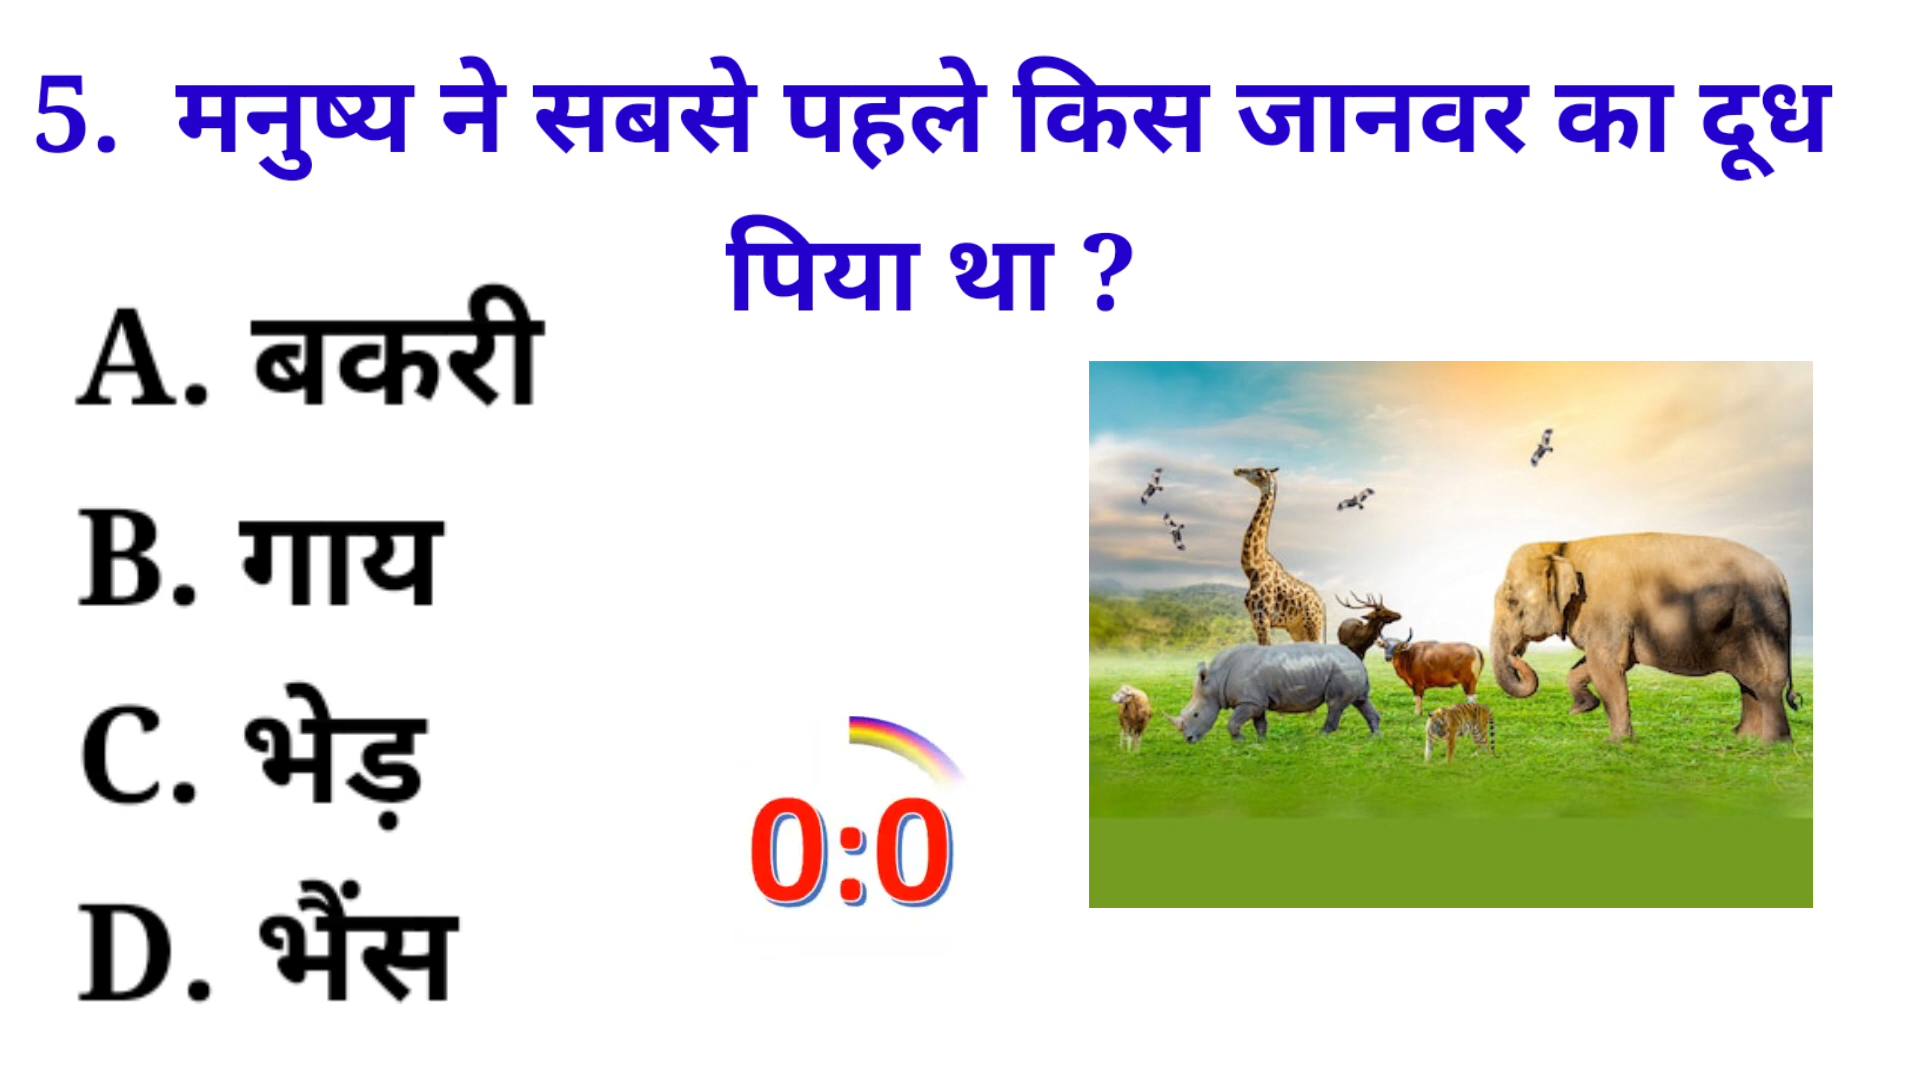 5. मनुष्य ने सबसे पहले किस जानवर का दूध
पिया था ?
A. बकरी
B. गाय
C. भेड़
D. भैंस
0:0